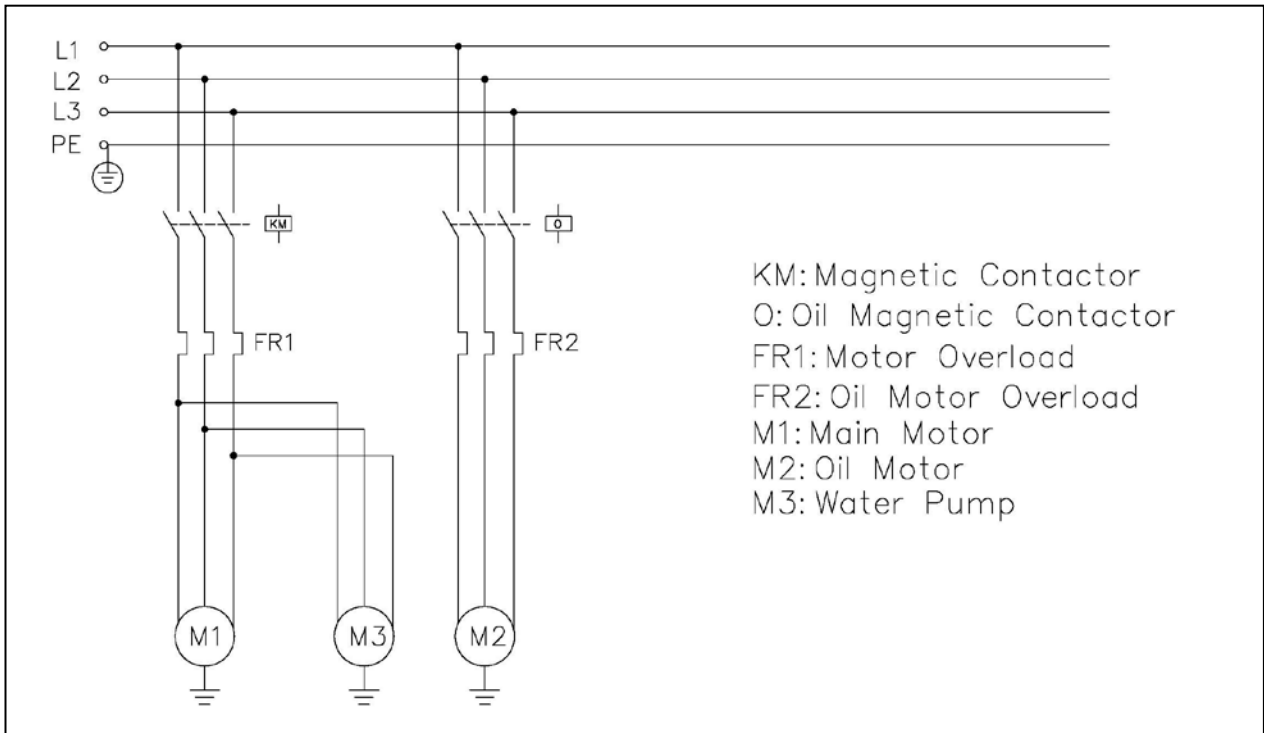 L1
L2
L3
PE
KM
O
FR1
FR2
KM: Magnetic Contactor
O: Oil Magnetic Contactor
FR1: Motor Overload
FR2: Oil Motor Overload
M1: Main Motor
M2: Oil Motor
M3: Water Pump
M1
M3
M2